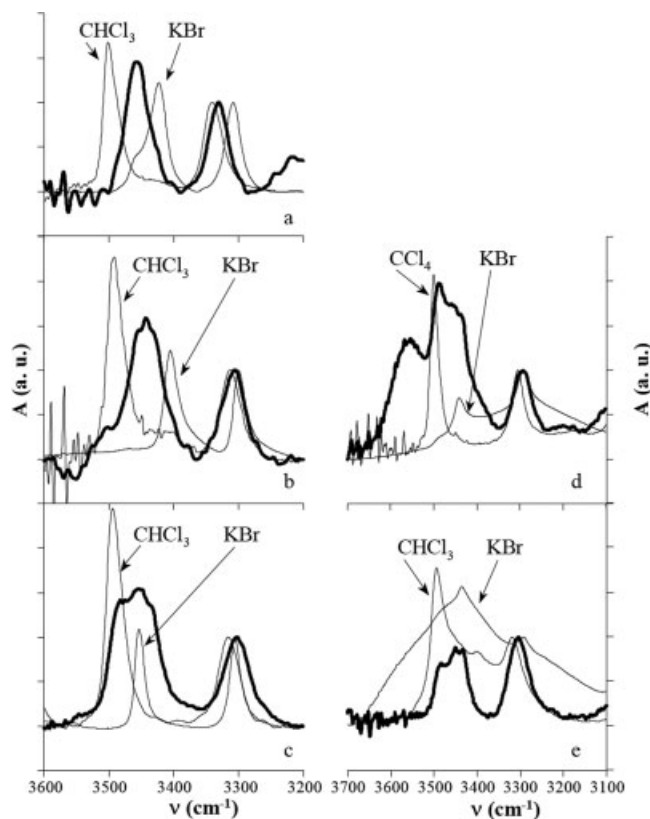 CHCl3
KBr
a
A (a. u.)
CHCl3
KBr
b
CCl4
KBr
d
A (a. u.)
CHCl3
KBr
c
CHCl3
KBr
e
3600 3500 3400 3300 3200
3700 3600 3500 3400 3300 3200 3100
ν (cm-1)
ν (cm-1)